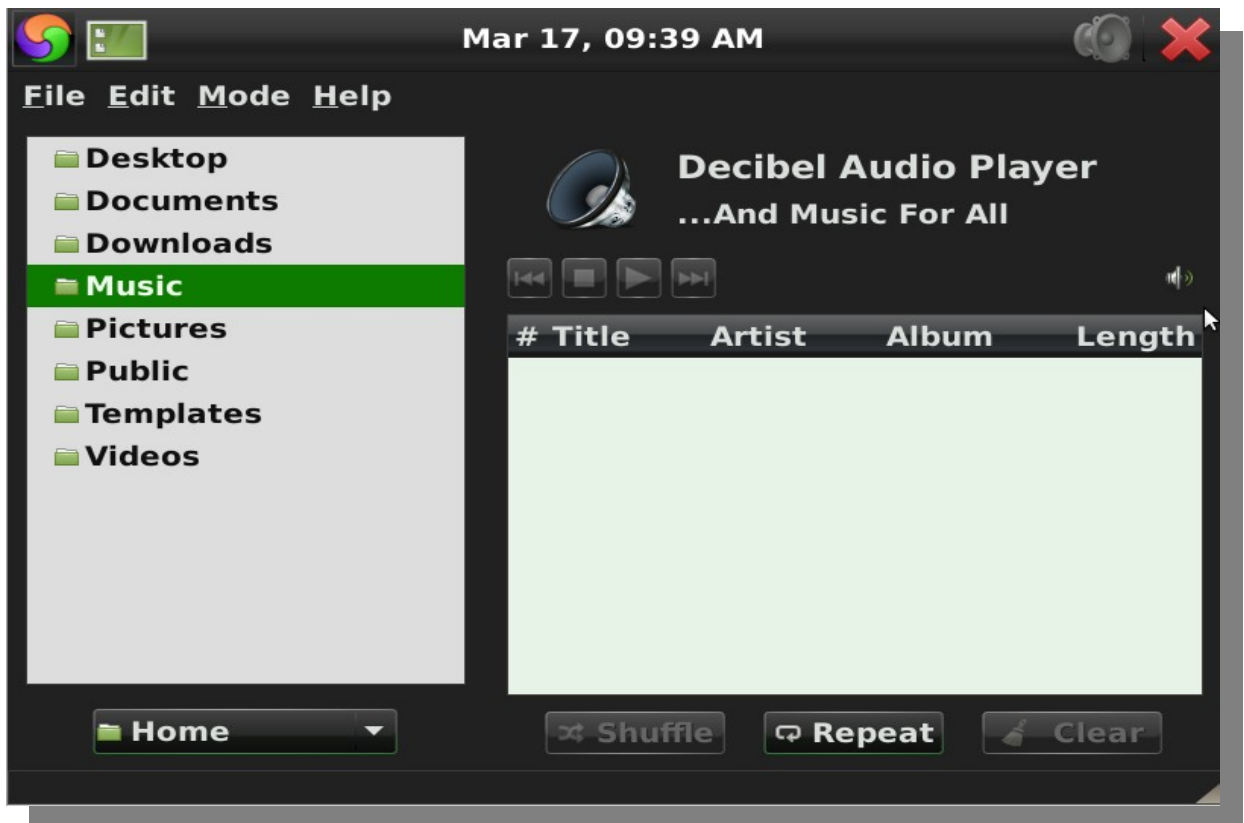 Mar 17, 09:39 AM
File Edit Mode Help
Desktop
Documents
Downloads
Music
Pictures
Public
Templates
Videos
Home
Decibel Audio Player
...And Music For All
# Title Artist Album Length
Shuffle Repeat Clear